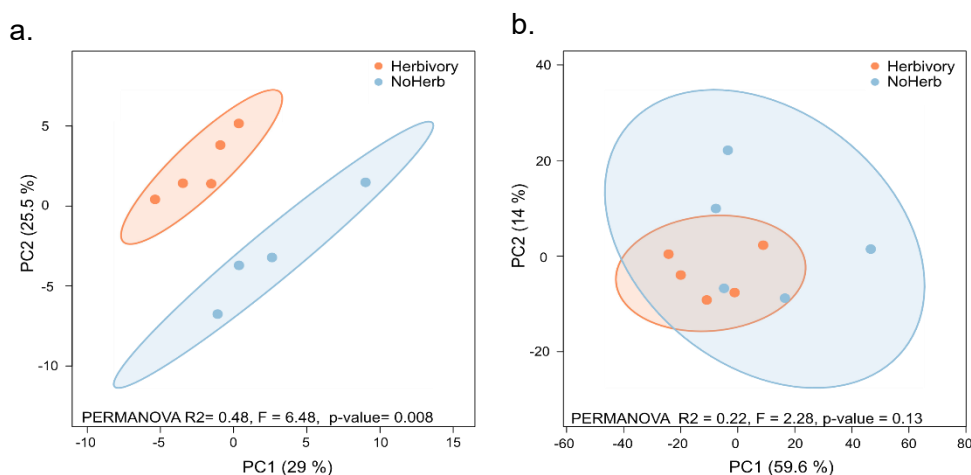 a.
Herbivory
NoHerb
PC2 (25.5 %)
5
0
-5
-10
PERMANOVA R2= 0.48, F = 6.48, p-value= 0.008
-10
-5
0
5
10
15
PC1 (29 %)
b.
Herbivory
NoHerb
PC2 (14 %)
40
20
0
-20
PERMANOVA R2 = 0.22, F = 2.28, p-value = 0.13
-60
-40
-20
0
20
40
60
80
PC1 (59.6 %)